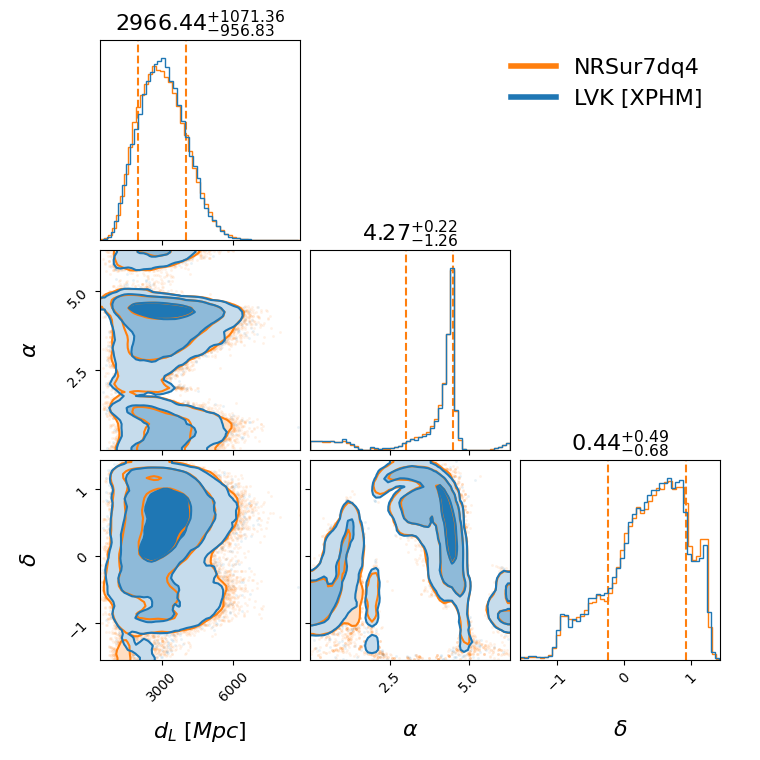 2966.44+1071.36−956.83
NRSur7dq4
LVK [XPHM]
4.27+0.22−1.26
5.0
2.5
α
0.44+0.49−0.68
1
0
−1
δ
3000
6000
2.5
5.0
−1
0
1
d_L [Mpc]
α
δ